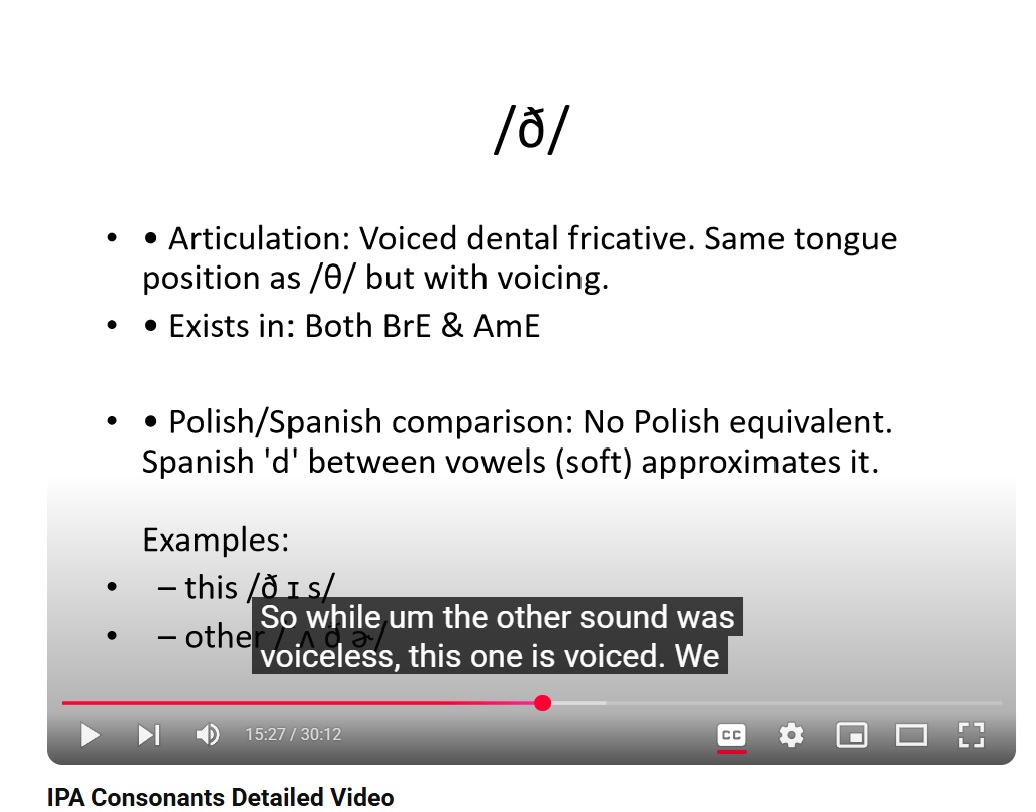 /ð/
• • Articulation: Voiced dental fricative. Same tongue
position as /θ/ but with voicing.
• • Exists in: Both BrE & AmE
• • Polish/Spanish comparison: No Polish equivalent.
Spanish 'd' between vowels (soft) approximates it.
Examples:
• – this /ð ɪ s/
• – other / ʌ ð ɚ/
So while um the other sound was
voiceless, this one is voiced. We
15:27 / 30:12
CC
IPA Consonants Detailed Video